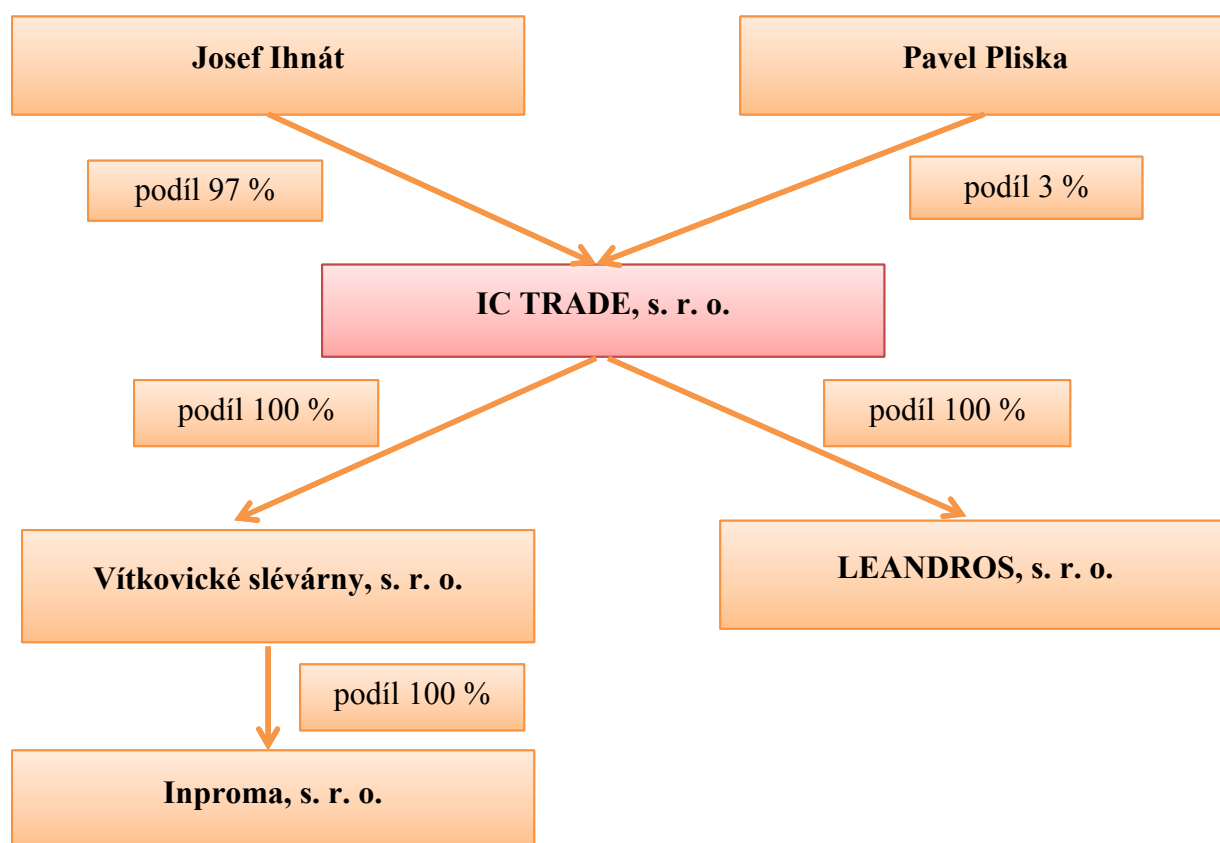 Josef Ihnát
Pavel Pliska
podíl 97 %
podíl 3 %
IC TRADE, s. r. o.
podíl 100 %
podíl 100 %
Vítkovické slévárny, s. r. o.
LEANDROS, s. r. o.
podíl 100 %
Inproma, s. r. o.